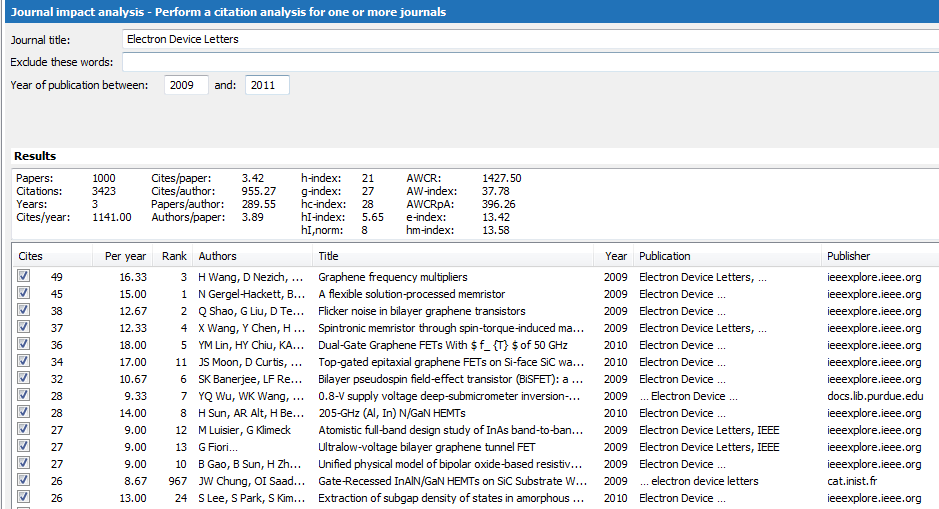 Journal impact analysis - Perform a citation analysis for one or more journals
Journal title: Electron Device Letters
Exclude these words:
Year of publication between: 2009 and: 2011
Results
Papers: 1000 Cites/paper: 3.42 h-index: 21 AWCR: 1427.50
Citations: 3423 Cites/author: 955.27 g-index: 27 AW-index: 37.78
Years: 3 Papers/author: 289.55 hc-index: 28 AWCRpA: 396.26
Cites/year: 1141.00 Authors/paper: 3.89 hI-index: 5.65 e-index: 13.42
hI,norm: 8 hm-index: 13.58
Cites Per year Rank Authors Title Year Publication Publisher
49 16.33 3 H Wang, D Nezich, ... Graphene frequency multipliers 2009 Electron Device Letters, ... ieeexplore.ieee.org
45 15.00 1 N Gergel-Hackett, B... A flexible solution-processed memristor 2009 Electron Device ... ieeexplore.ieee.org
38 12.67 2 Q Shao, G Liu, D Te... Flicker noise in bilayer graphene transistors 2009 Electron Device ... ieeexplore.ieee.org
37 12.33 4 X Wang, Y Chen, H ... Spintronic memristor through spin-torque-induced ma... 2009 Electron Device Letters, ... ieeexplore.ieee.org
36 18.00 5 YM Lin, HY Chiu, KA... Dual-Gate Graphene FETs With $ f_ {T} $ of 50 GHz 2010 Electron Device ... ieeexplore.ieee.org
34 17.00 11 JS Moon, D Curtis, ... Top-gated epitaxial graphene FETs on Si-face SiC wa... 2010 Electron Device ... ieeexplore.ieee.org
32 10.67 6 SK Banerjee, LF Re... Bilayer pseudospin field-effect transistor (BiSFET): a ... 2009 Electron Device ... ieeexplore.ieee.org
28 9.33 7 YQ Wu, WK Wang, ... 0.8-V supply voltage deep-submicrometer inversion-... 2009 ... Electron Device ... docs.lib.purdue.edu
28 14.00 8 H Sun, AR Alt, H Be... 205-GHz (Al, In) N/GaN HEMTs 2010 Electron Device ... ieeexplore.ieee.org
27 9.00 12 M Luisier, G Klimeck Atomistic full-band design study of InAs band-to-ban... 2009 Electron Device Letters, IEEE ieeexplore.ieee.org
27 9.00 13 G Fiori... Ultralow-voltage bilayer graphene tunnel FET 2009 Electron Device Letters, IEEE ieeexplore.ieee.org
27 9.00 10 B Gao, B Sun, H Zh... Unified physical model of bipolar oxide-based resistiv... 2009 Electron Device ... ieeexplore.ieee.org
26 8.67 967 JW Chung, OI Saad... Gate-Recessed InAlN/GaN HEMTs on SiC Substrate W... 2009 ... electron device letters cat.inist.fr
26 13.00 24 S Lee, S Park, S Kim... Extraction of subgap density of states in amorphous ... 2010 Electron Device ... ieeexplore.ieee.org